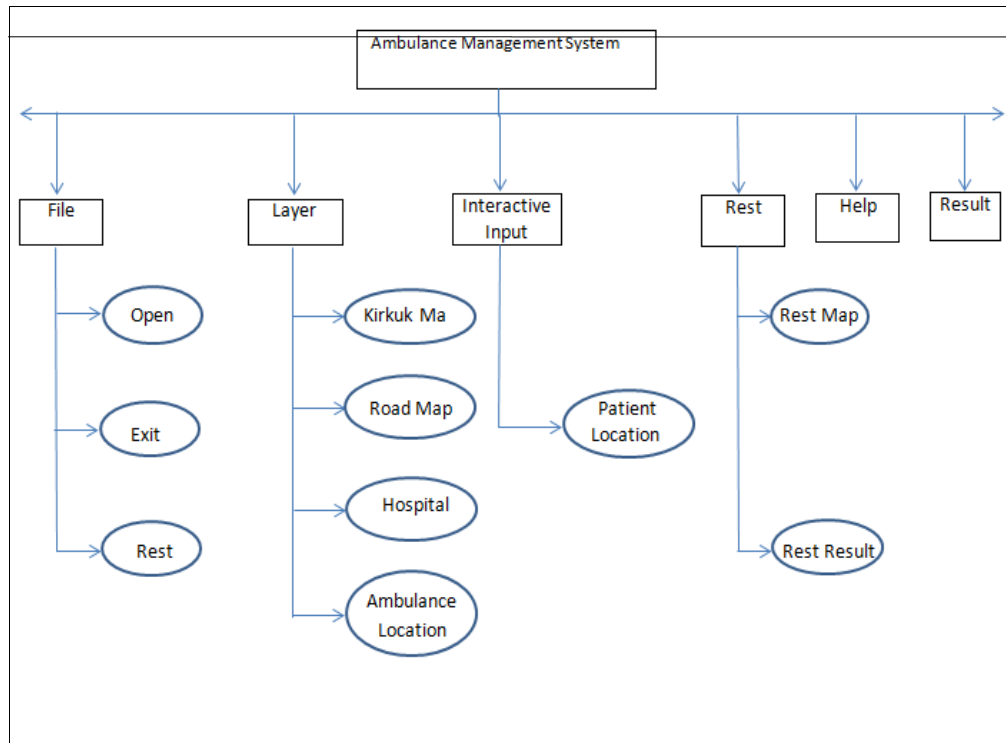 Ambulance Management System
File
Layer
Interactive
Input
Rest
Help
Result
Open
Kirkuk Ma
Rest Map
Road Map
Patient
Location
Exit
Hospital
Rest
Rest Result
Ambulance
Location